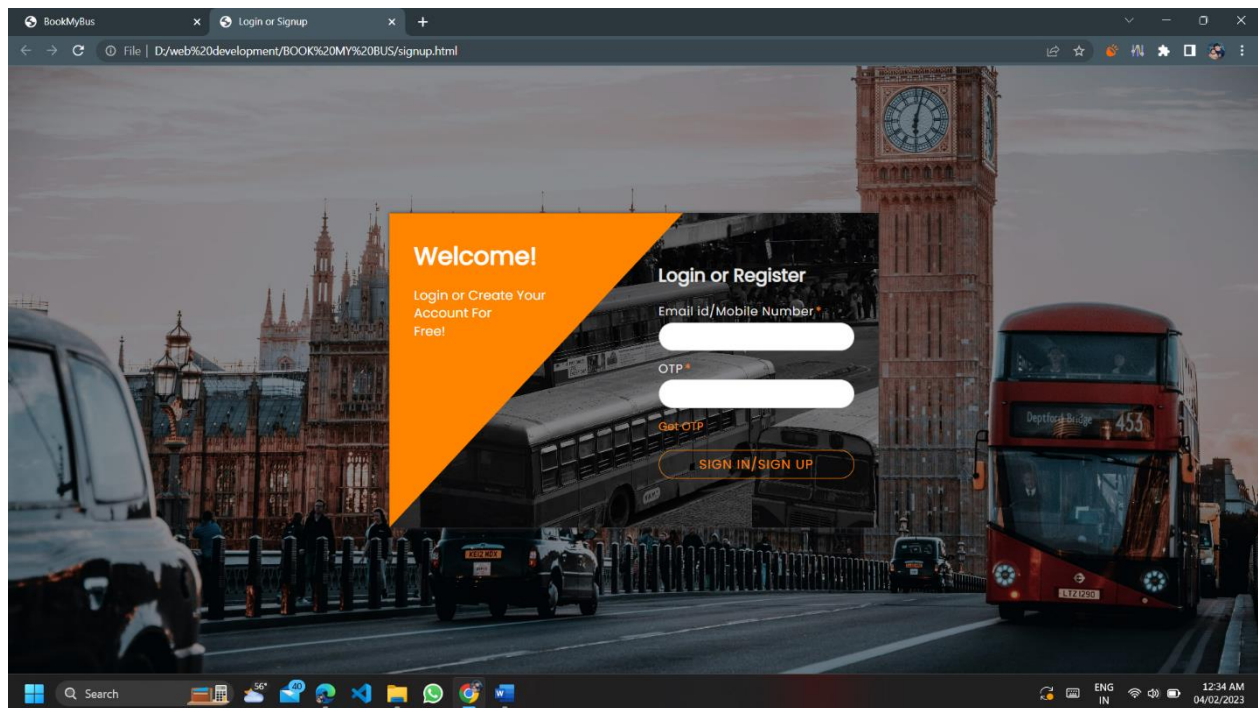 BookMyBus
Login or Signup
File | D:/web%20development/BOOK%20MY%20BUS/signup.html
Welcome!
Login or Create Your
Account For
Free!
Login or Register
Email id/Mobile Number*
OTP*
Get OTP
SIGN IN/SIGN UP
Deptford Bridge 453
LTZ1290
Search
56°
40
ENG
IN
12:34 AM
04/02/2023